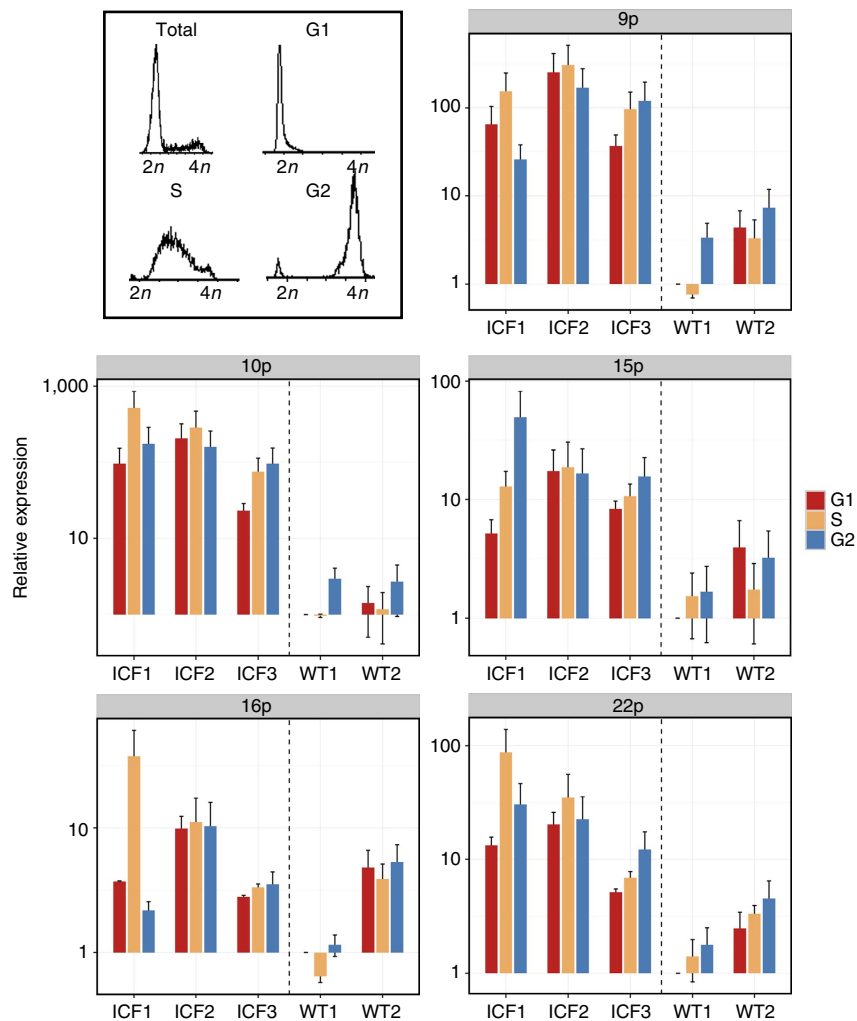 Total G1
2n 4n 2n 4n
S G2
2n 4n 2n 4n
9p
100
10
1
ICF1 ICF2 ICF3 WT1 WT2
Relative expression
10p
1,000
10
ICF1 ICF2 ICF3 WT1 WT2
15p
100
10
1
ICF1 ICF2 ICF3 WT1 WT2
G1
S
G2
16p
10
1
ICF1 ICF2 ICF3 WT1 WT2
22p
100
10
1
ICF1 ICF2 ICF3 WT1 WT2